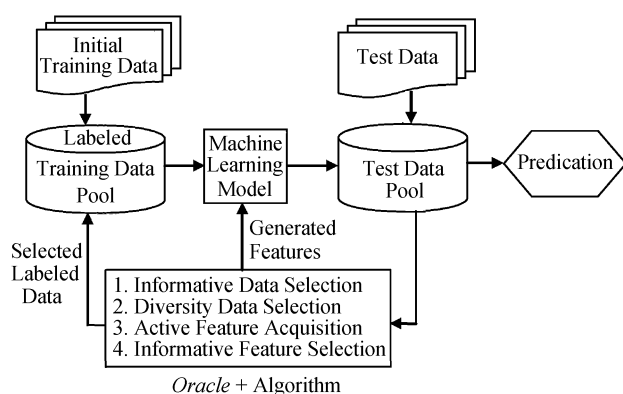 Initial
Training Data
Test Data
Labeled
Training Data
Pool
Machine
Learning
Model
Test Data
Pool
Predication
Selected
Labeled
Data
Generated
Features
1. Informative Data Selection
2. Diversity Data Selection
3. Active Feature Acquisition
4. Informative Feature Selection
Oracle + Algorithm